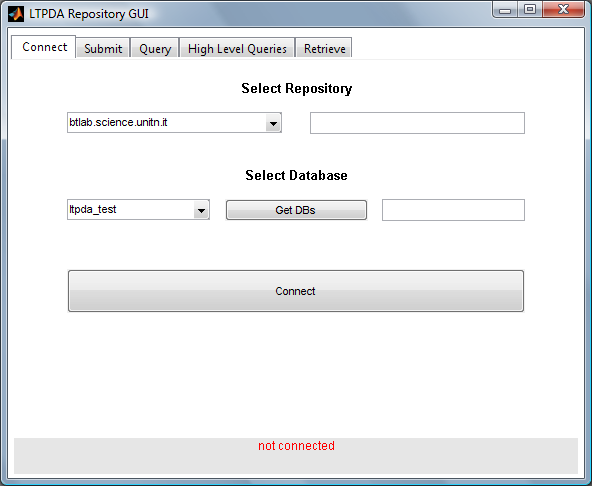 LTPDA Repository GUI
Connect Submit Query High Level Queries Retrieve
Select Repository
btlab.science.unitn.it
Select Database
ltpda_test Get DBs
Connect
not connected